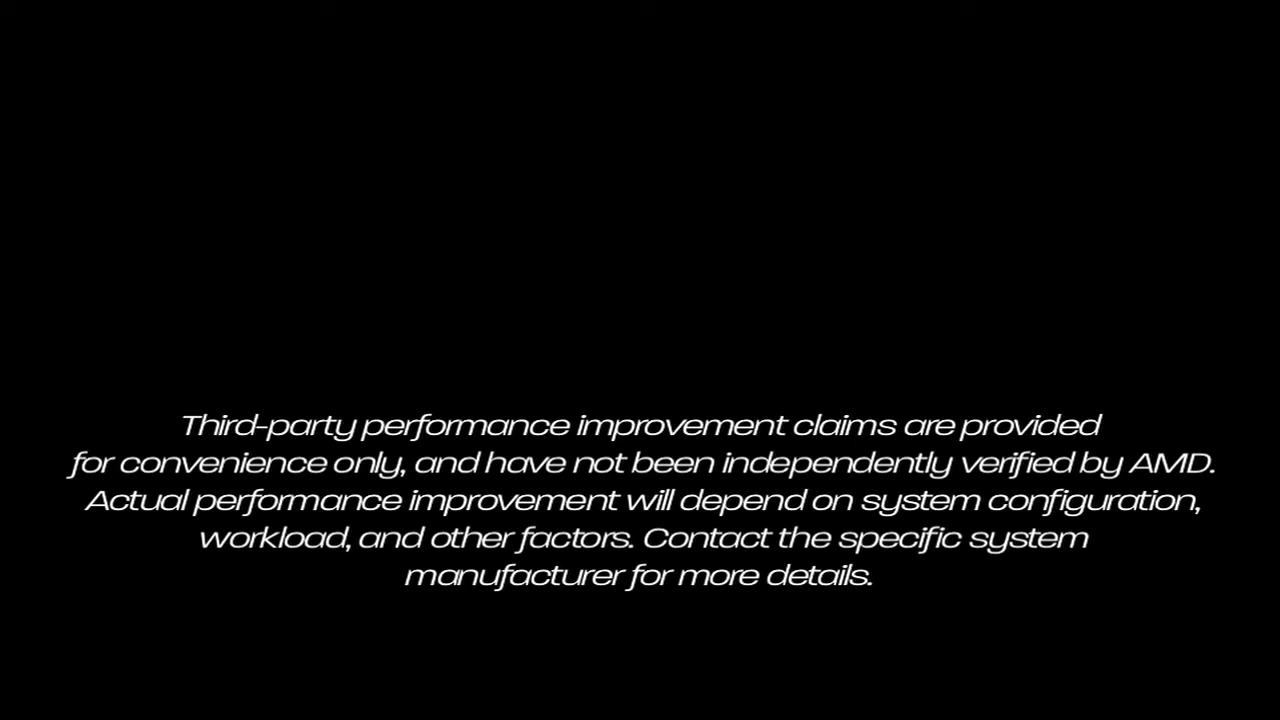 Third-party performance improvement claims are provided
for convenience only, and have not been independently verified by AMD.
Actual performance improvement will depend on system configuration,
workload, and other factors. Contact the specific system
manufacturer for more details.